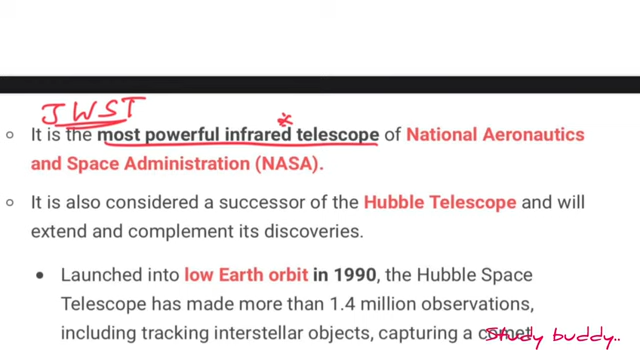 JWST
It is the most powerful infrared telescope of National Aeronautics
and Space Administration (NASA).
It is also considered a successor of the Hubble Telescope and will
extend and complement its discoveries.
Launched into low Earth orbit in 1990, the Hubble Space
Telescope has made more than 1.4 million observations,
including tracking interstellar objects, capturing a comet
Study buddy..